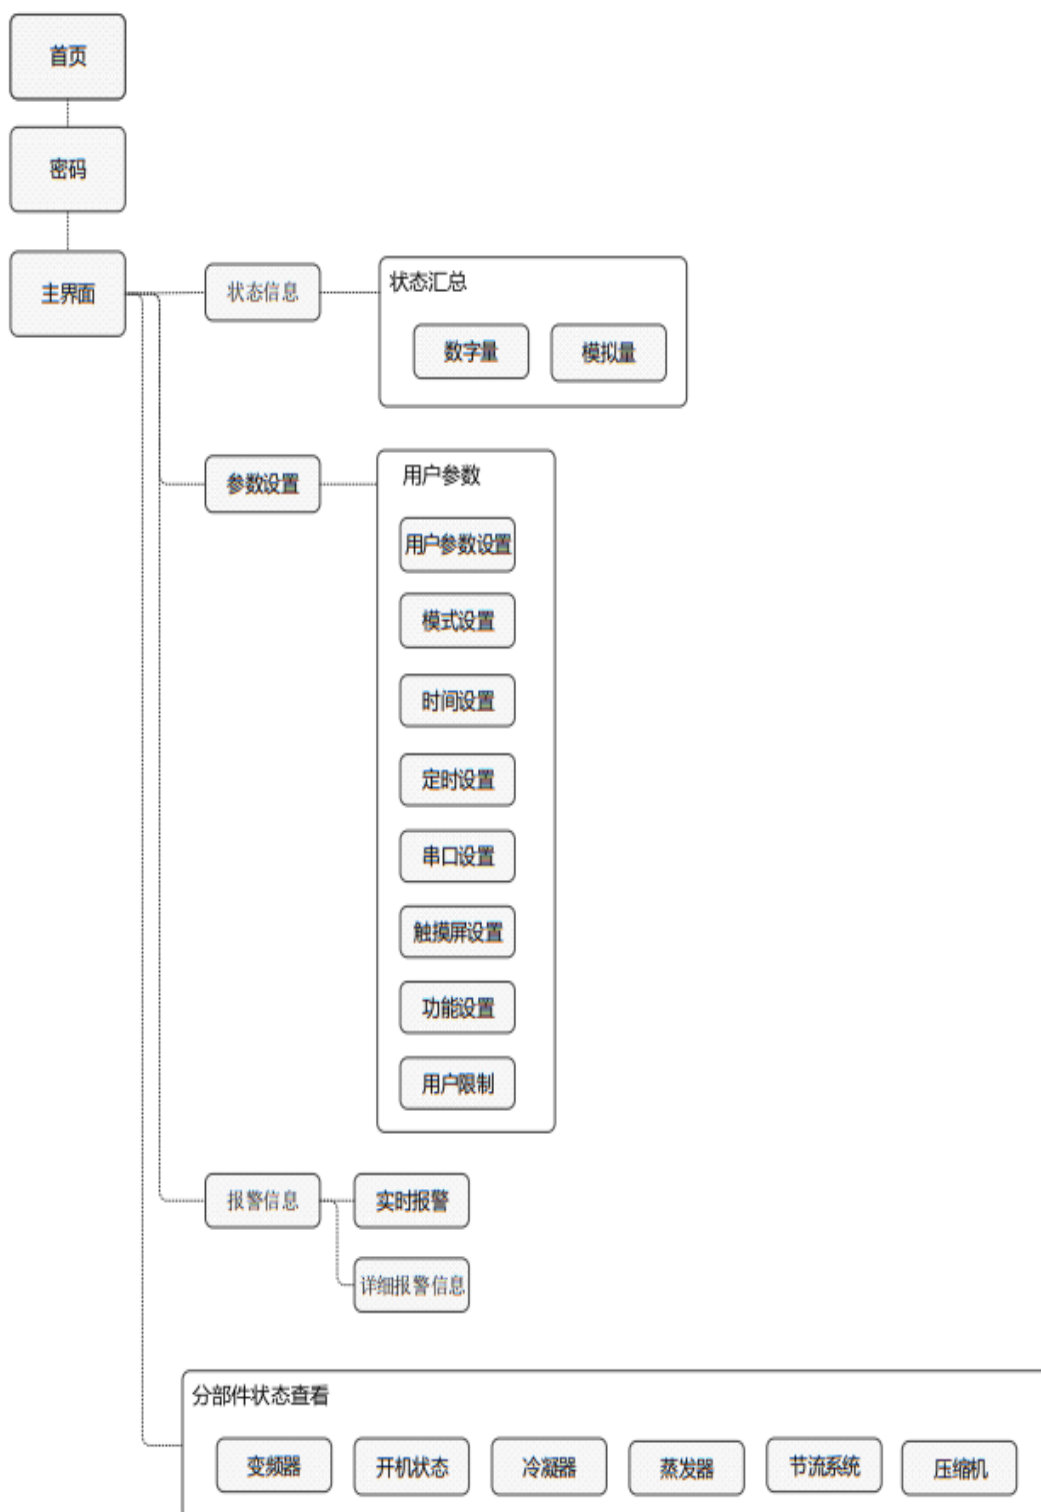 首页
密码
主界面
状态信息
状态汇总
数字量
模拟量
参数设置
用户参数
用户参数设置
模式设置
时间设置
定时设置
串口设置
触摸屏设置
功能设置
用户限制
报警信息
实时报警
详细报警信息
分部件状态查看
变频器
开机状态
冷凝器
蒸发器
节流系统
压缩机